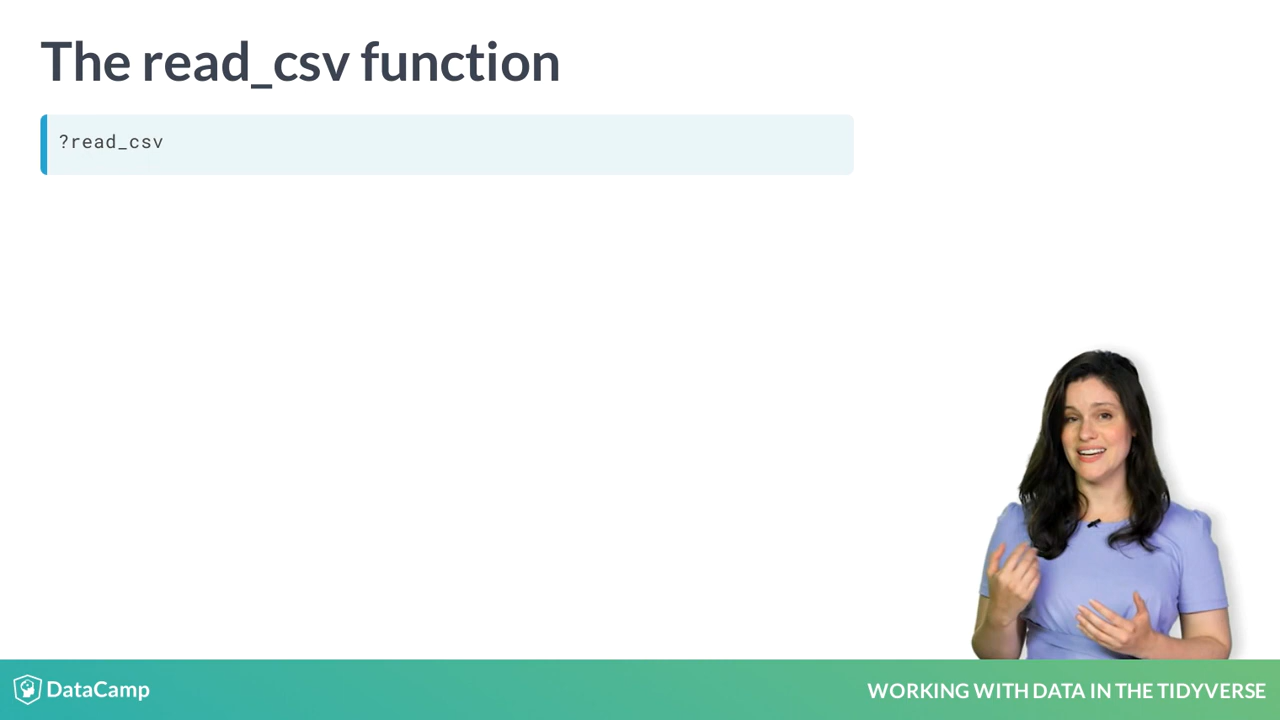 The read_csv function
?read_csv
DataCamp
WORKING WITH DATA IN THE TIDYVERSE